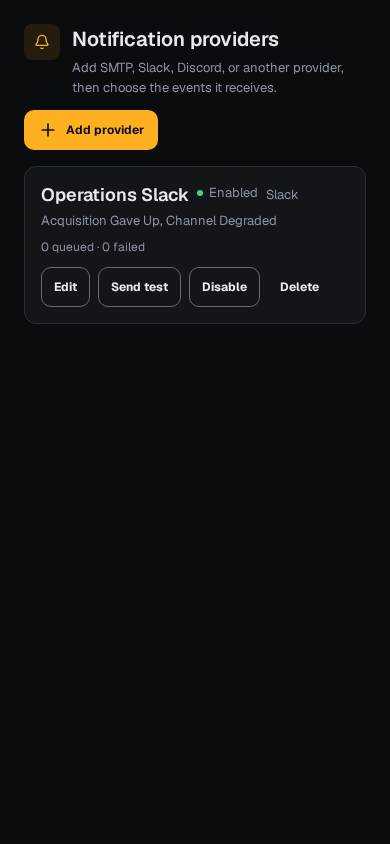 Notification providers
Add SMTP, Slack, Discord, or another provider,
then choose the events it receives.
Add provider
Operations Slack Enabled Slack
Acquisition Gave Up, Channel Degraded
0 queued · 0 failed
Edit Send test Disable Delete